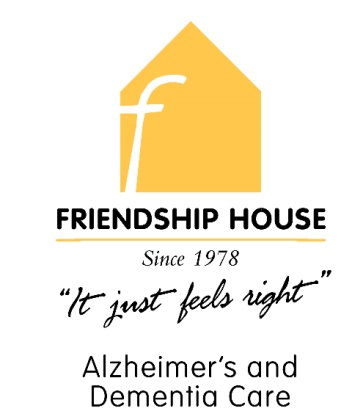 f
FRIENDSHIP HOUSE
Since 1978
"It just feels right"
Alzheimer's and
Dementia Care